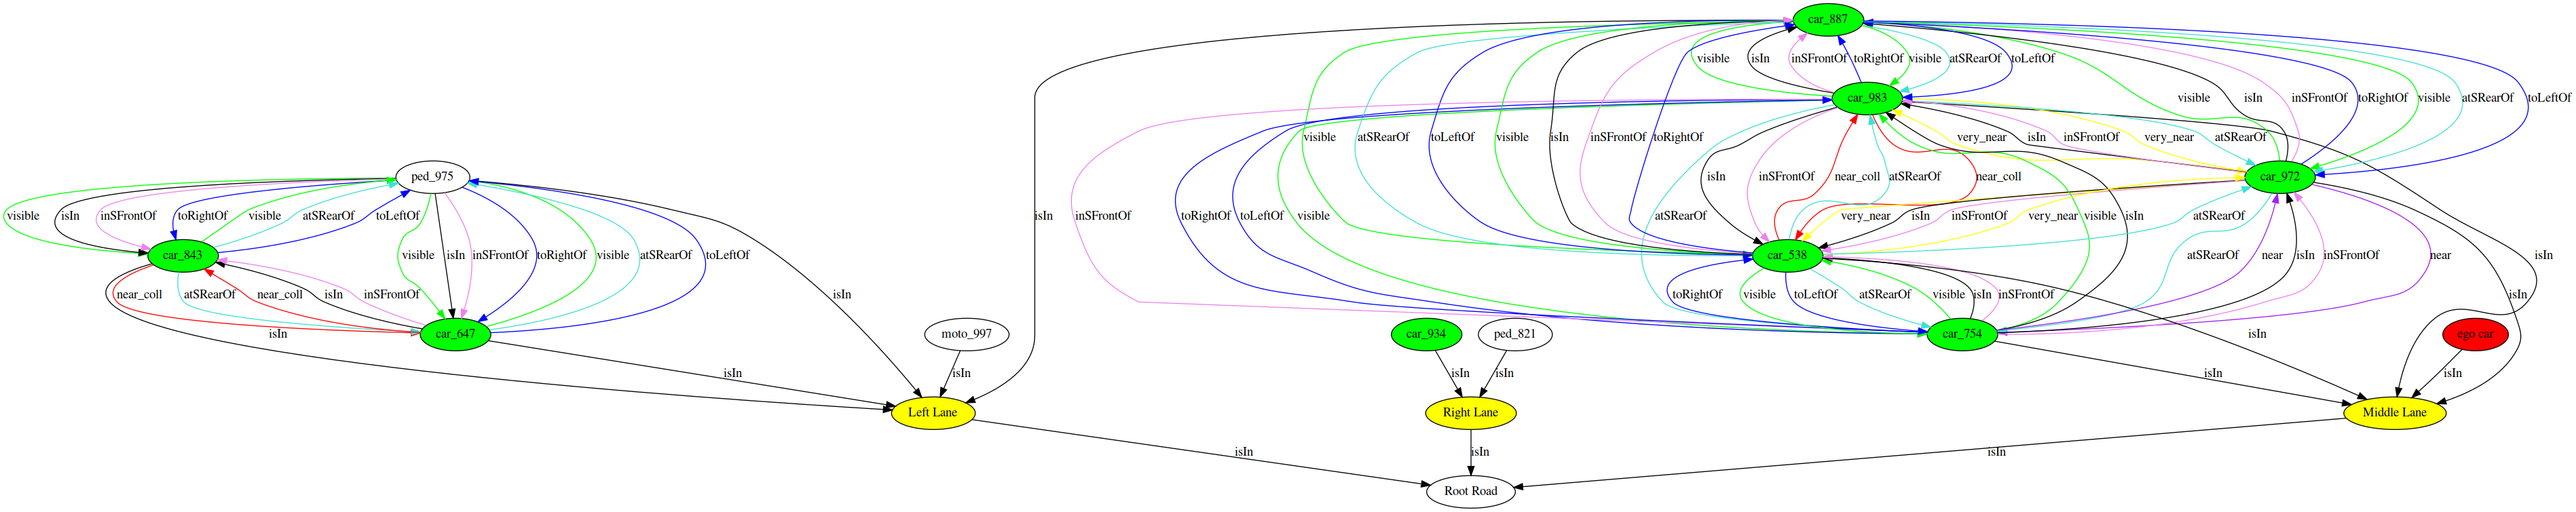 car_887
visible isIn inSFrontOf toRightOf visible atSRearOf toLeftOf
car_983
visible isIn inSFrontOf toRightOf visible atSRearOf toLeftOf
visible atSRearOf toLeftOf visible isIn inSFrontOf toRightOf very_near isIn inSFrontOf very_near atSRearOf
ped_975
isIn inSFrontOf near_coll atSRearOf near_coll
car_972
visible isIn inSFrontOf toRightOf visible atSRearOf toLeftOf isIn inSFrontOf toRightOf toLeftOf visible atSRearOf very_near isIn inSFrontOf very_near visible isIn atSRearOf
car_843
visible isIn inSFrontOf toRightOf visible atSRearOf toLeftOf
car_538
atSRearOf near isIn inSFrontOf near isIn
near_coll atSRearOf near_coll isIn inSFrontOf isIn toRightOf visible toLeftOf atSRearOf visible isIn inSFrontOf isIn
isIn car_647 moto_997 car_934 ped_821 car_754 isIn ego car
isIn isIn isIn isIn isIn isIn
Left Lane Right Lane Middle Lane
isIn isIn isIn
Root Road